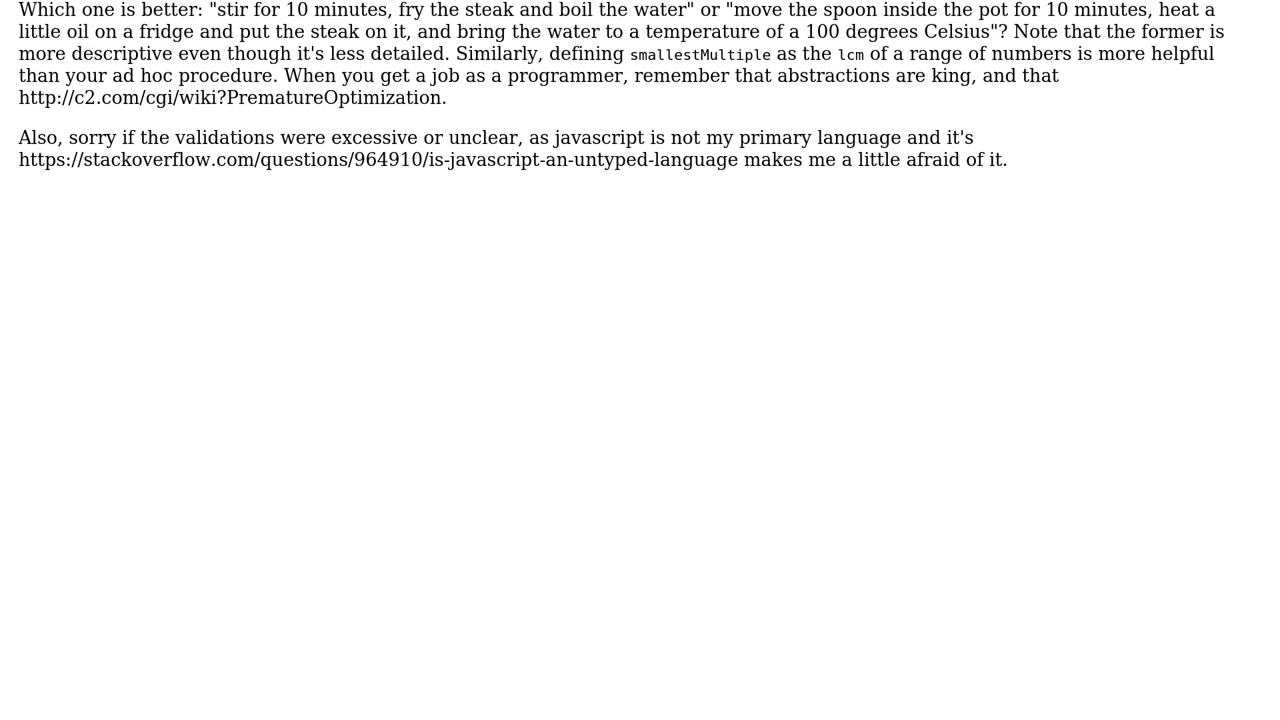 Which one is better: "stir for 10 minutes, fry the steak and boil the water" or "move the spoon inside the pot for 10 minutes, heat a
little oil on a fridge and put the steak on it, and bring the water to a temperature of a 100 degrees Celsius"? Note that the former is
more descriptive even though it's less detailed. Similarly, defining smallestMultiple as the lcm of a range of numbers is more helpful
than your ad hoc procedure. When you get a job as a programmer, remember that abstractions are king, and that
http://c2.com/cgi/wiki?PrematureOptimization.
Also, sorry if the validations were excessive or unclear, as javascript is not my primary language and it's
https://stackoverflow.com/questions/964910/is-javascript-an-untyped-language makes me a little afraid of it.